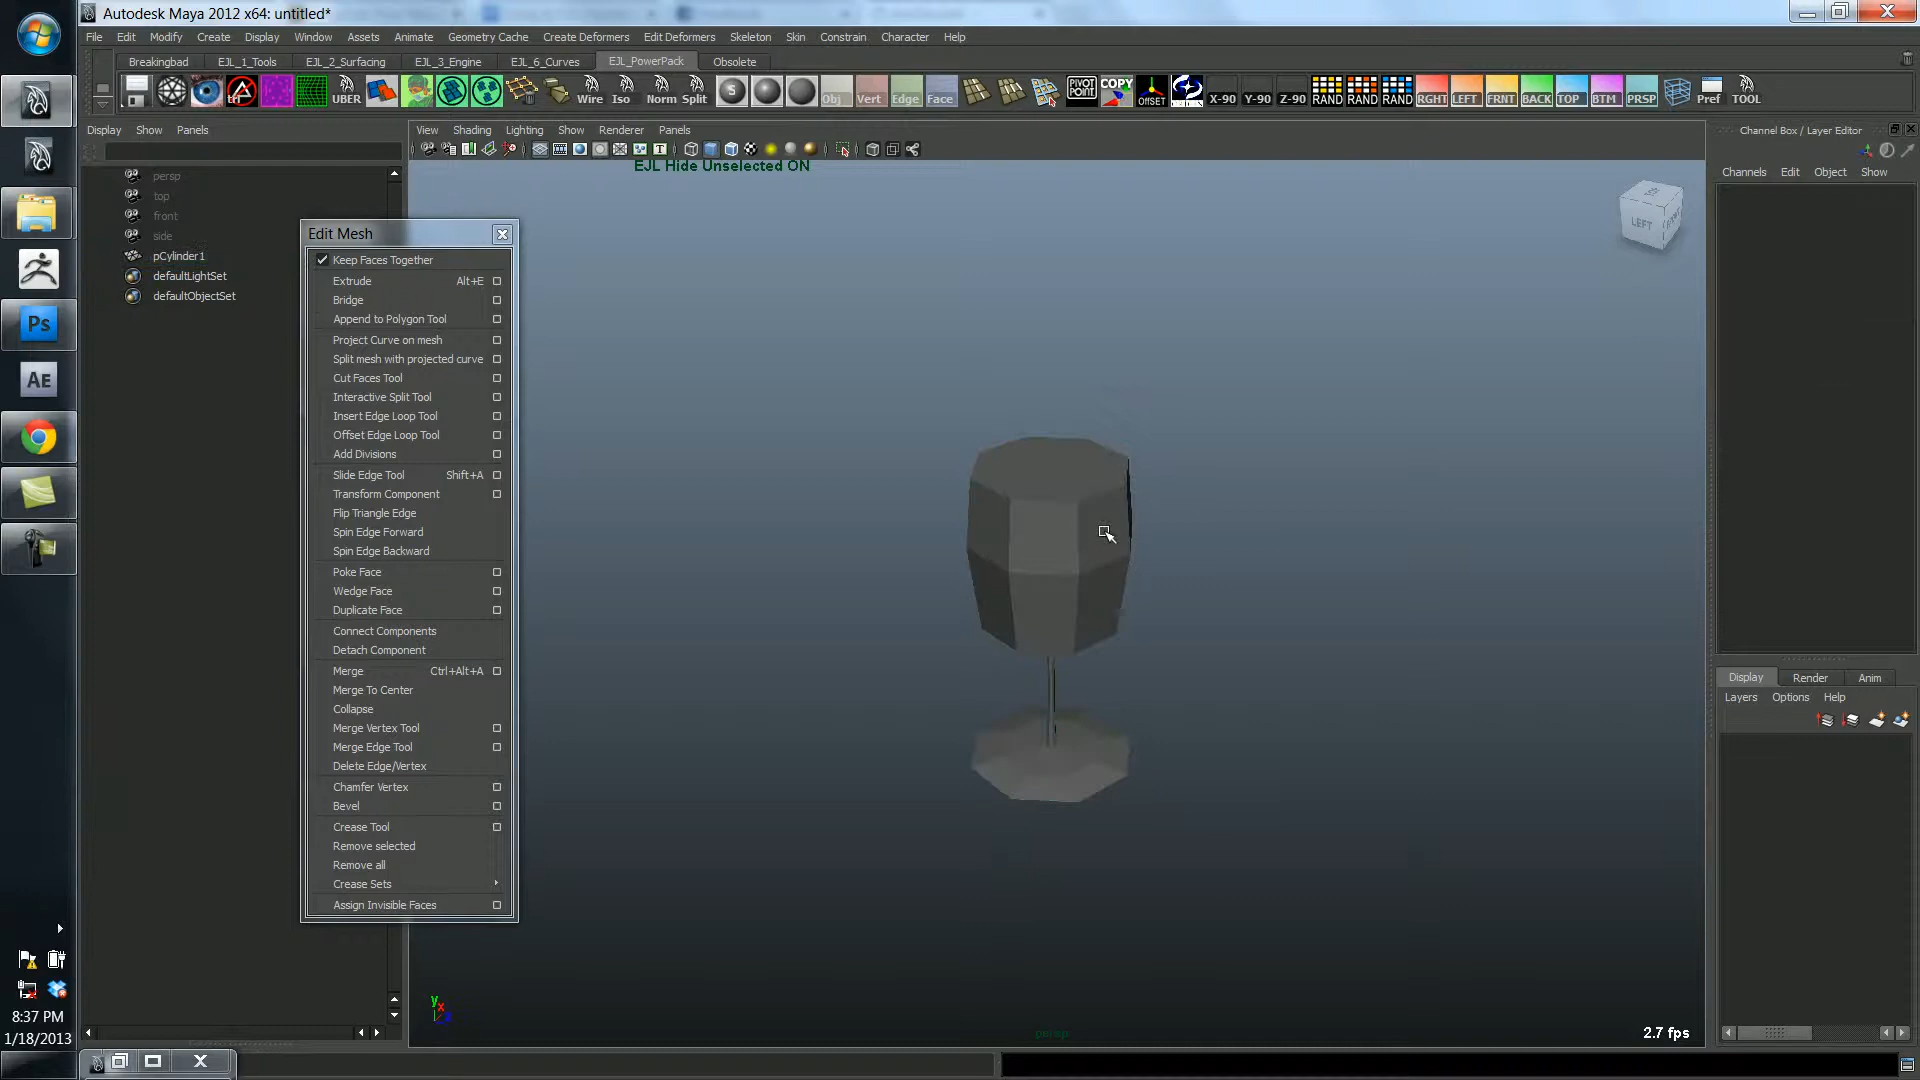 Autodesk Maya 2012 x64: untitled*
File Edit Modify Create Display Window Assets Animate Geometry Cache Create Deformers Edit Deformers Skeleton Skin Constrain Character Help
Breakingbad EJL_1_Tools EJL_2_Surfacing EJL_3_Engine EJL_6_Curves EJL_PowerPack Obsolete
tri UBER Wire Iso Norm Split S Obj Vert Edge Face PIVOT POINT COPY OFFSET X-90 Y-90 Z-90 RAND RAND RAND RGHT LEFT FRNT BACK TOP BTM PRSP Pref TOOL
Display Show Panels
View Shading Lighting Show Renderer Panels
Channel Box / Layer Editor
EJL Hide Unselected ON
Channels Edit Object Show
persp
top
front
side
pCylinder1
defaultLightSet
defaultObjectSet
LEFT
Edit Mesh
Keep Faces Together
Extrude Alt+E
Bridge
Append to Polygon Tool
Project Curve on mesh
Split mesh with projected curve
Cut Faces Tool
Interactive Split Tool
Insert Edge Loop Tool
Offset Edge Loop Tool
Add Divisions
Slide Edge Tool Shift+A
Transform Component
Flip Triangle Edge
Spin Edge Forward
Spin Edge Backward
Poke Face
Wedge Face
Duplicate Face
Connect Components
Detach Component
Merge Ctrl+Alt+A
Merge To Center
Collapse
Merge Vertex Tool
Merge Edge Tool
Delete Edge/Vertex
Chamfer Vertex
Bevel
Crease Tool
Remove selected
Remove all
Crease Sets
Assign Invisible Faces
Display Render Anim
Layers Options Help
Ps
AE
y x
persp
2.7 fps
8:37 PM
1/18/2013